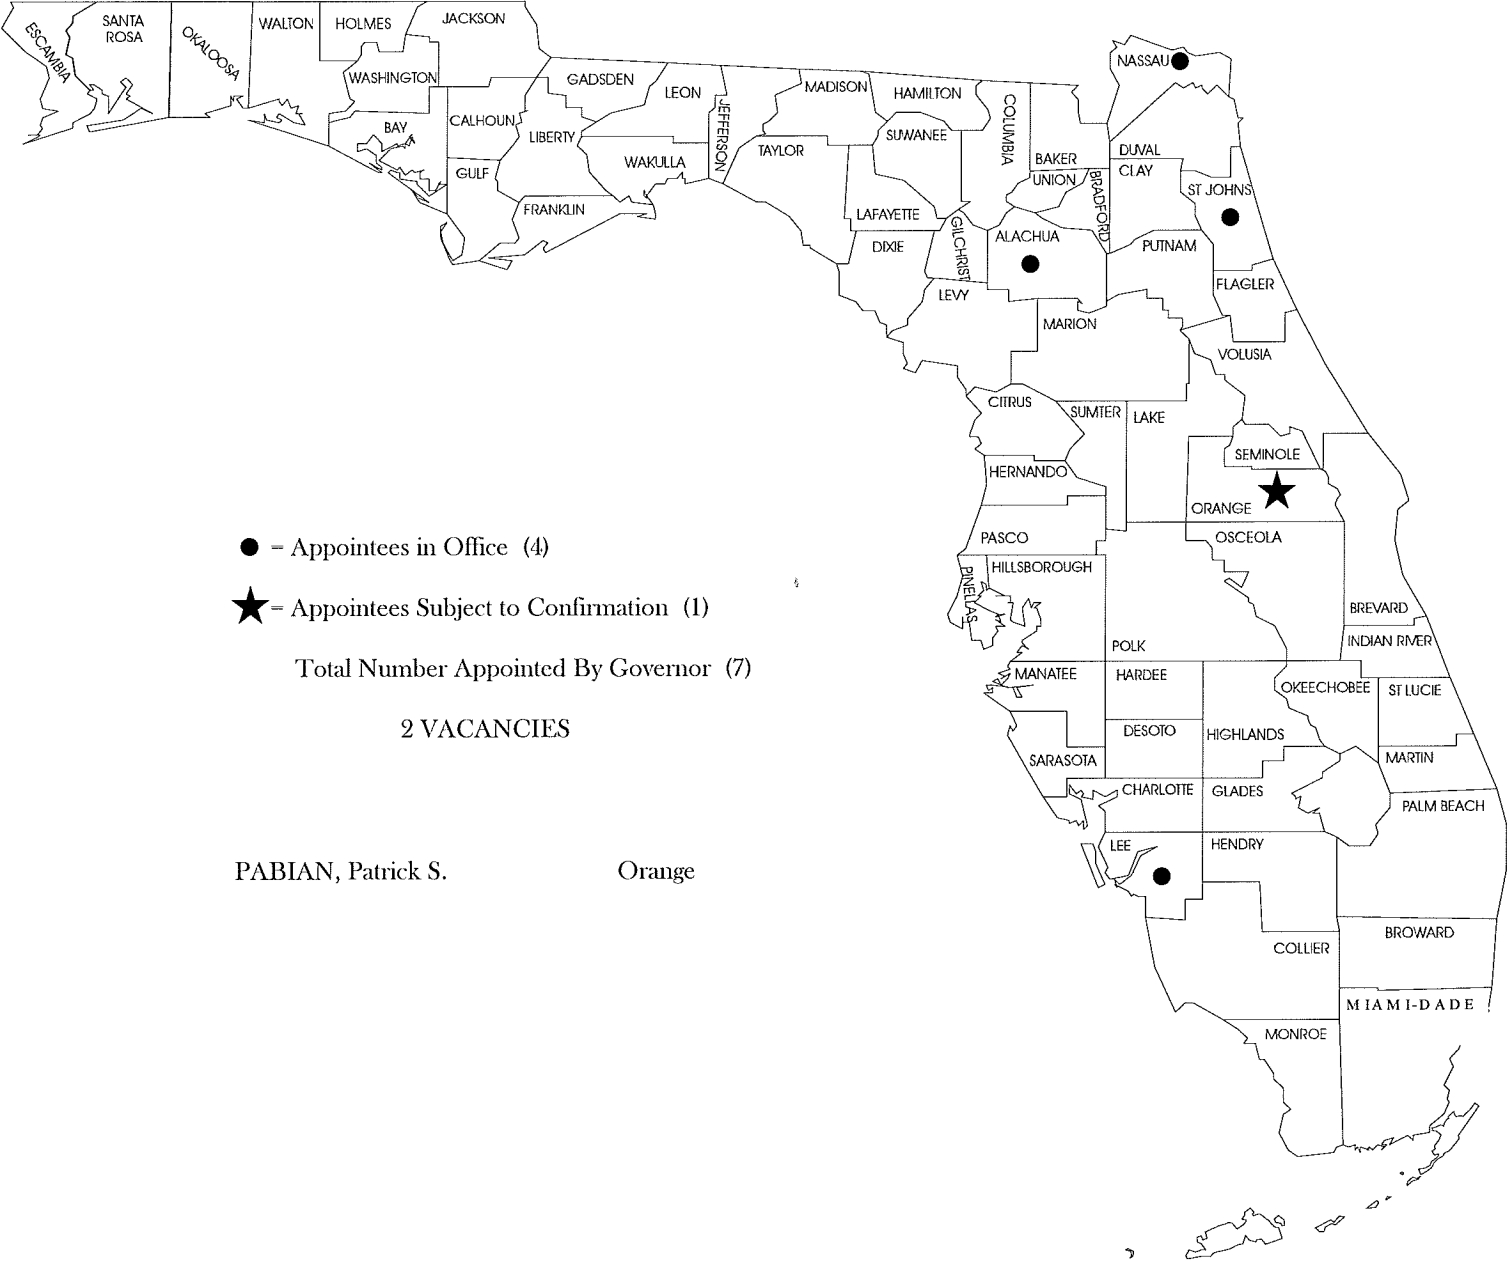 ESCAMBIA
SANTA
ROSA
OKALOOSA
WALTON
HOLMES
JACKSON
WASHINGTON
BAY
CALHOUN
GULF
GADSDEN
LIBERTY
FRANKLIN
LEON
WAKULLA
JEFFERSON
MADISON
TAYLOR
HAMILTON
SUWANEE
LAFAYETTE
DIXIE
COLUMBIA
GILCHRIST
BAKER
UNION
BRADFORD
ALACHUA
LEVY
NASSAU
DUVAL
CLAY
ST JOHNS
PUTNAM
FLAGLER
MARION
VOLUSIA
CITRUS
SUMTER
LAKE
SEMINOLE
HERNANDO
ORANGE
PASCO
OSCEOLA
PINELLAS
HILLSBOROUGH
BREVARD
POLK
INDIAN RIVER
MANATEE
HARDEE
OKEECHOBEE
ST LUCIE
DESOTO
HIGHLANDS
SARASOTA
MARTIN
CHARLOTTE
GLADES
PALM BEACH
LEE
HENDRY
BROWARD
COLLIER
MIAMI-DADE
MONROE
= Appointees in Office (4)
= Appointees Subject to Confirmation (1)
Total Number Appointed By Governor (7)
2 VACANCIES
PABIAN, Patrick S. Orange